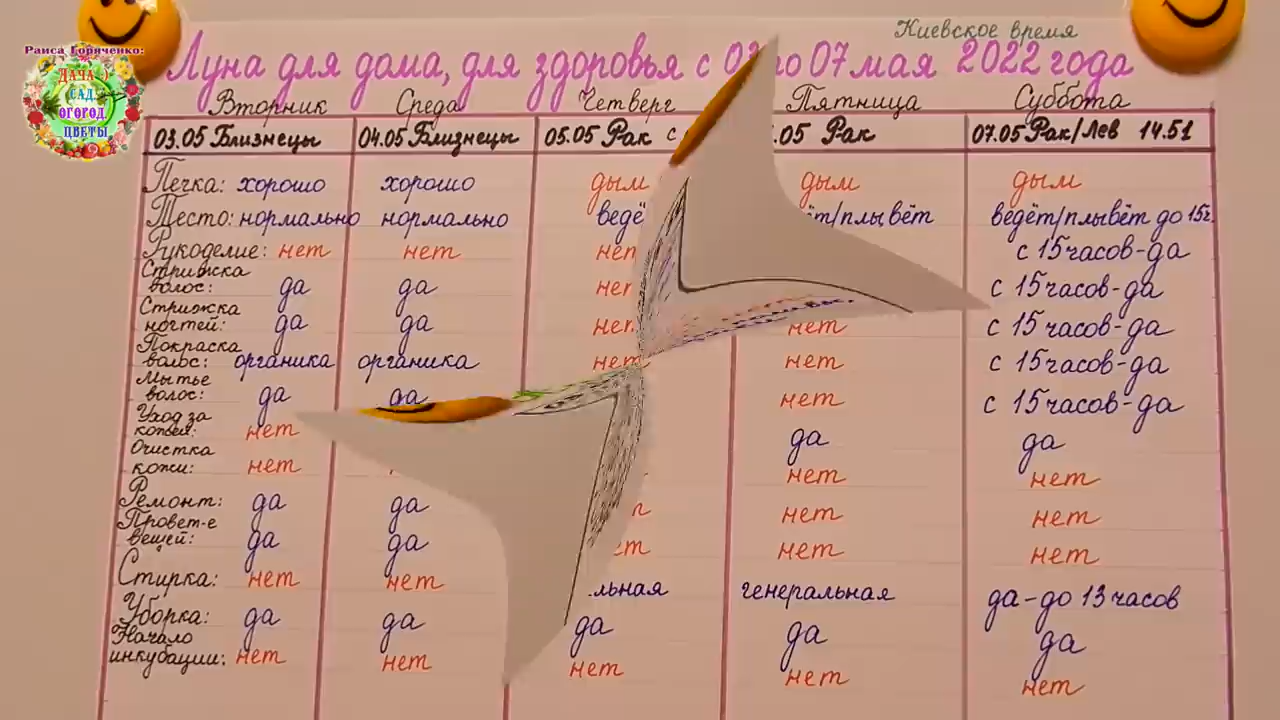 Раиса Горяченко:
ДАЧА :)
САД,
ОГОРОД,
ЦВЕТЫ
Киевское время
Луна для дома, для здоровья с 03 по 07 мая 2022 года
Вторник Среда Четверг Пятница Суббота
03.05 Близнецы 04.05 Близнецы 05.05 Рак с .05 Рак 07.05 Рак/Лев 14.51
Печка: хорошо хорошо дым дым дым
Тесто: нормально нормально ведё ёт/плывёт ведёт/плывёт до 15ч.
Рукоделие: нет нет нет с 15 часов-да
Стрижка
волос: да да нет с 15 часов-да
Стрижка
ногтей: да да нет нет с 15 часов-да
Покраска
волос: органика органика нет нет с 15 часов-да
Мытье
волос: да да нет с 15 часов-да
Уход за
кожей: нет да да
Очистка
кожи: нет нет нет
Ремонт: да да нет нет
Провет-е
вещей: да да нет нет нет
Стирка: нет нет льная генеральная да-до 13 часов
Уборка: да да да да да
Начало
инкубации: нет нет нет нет нет